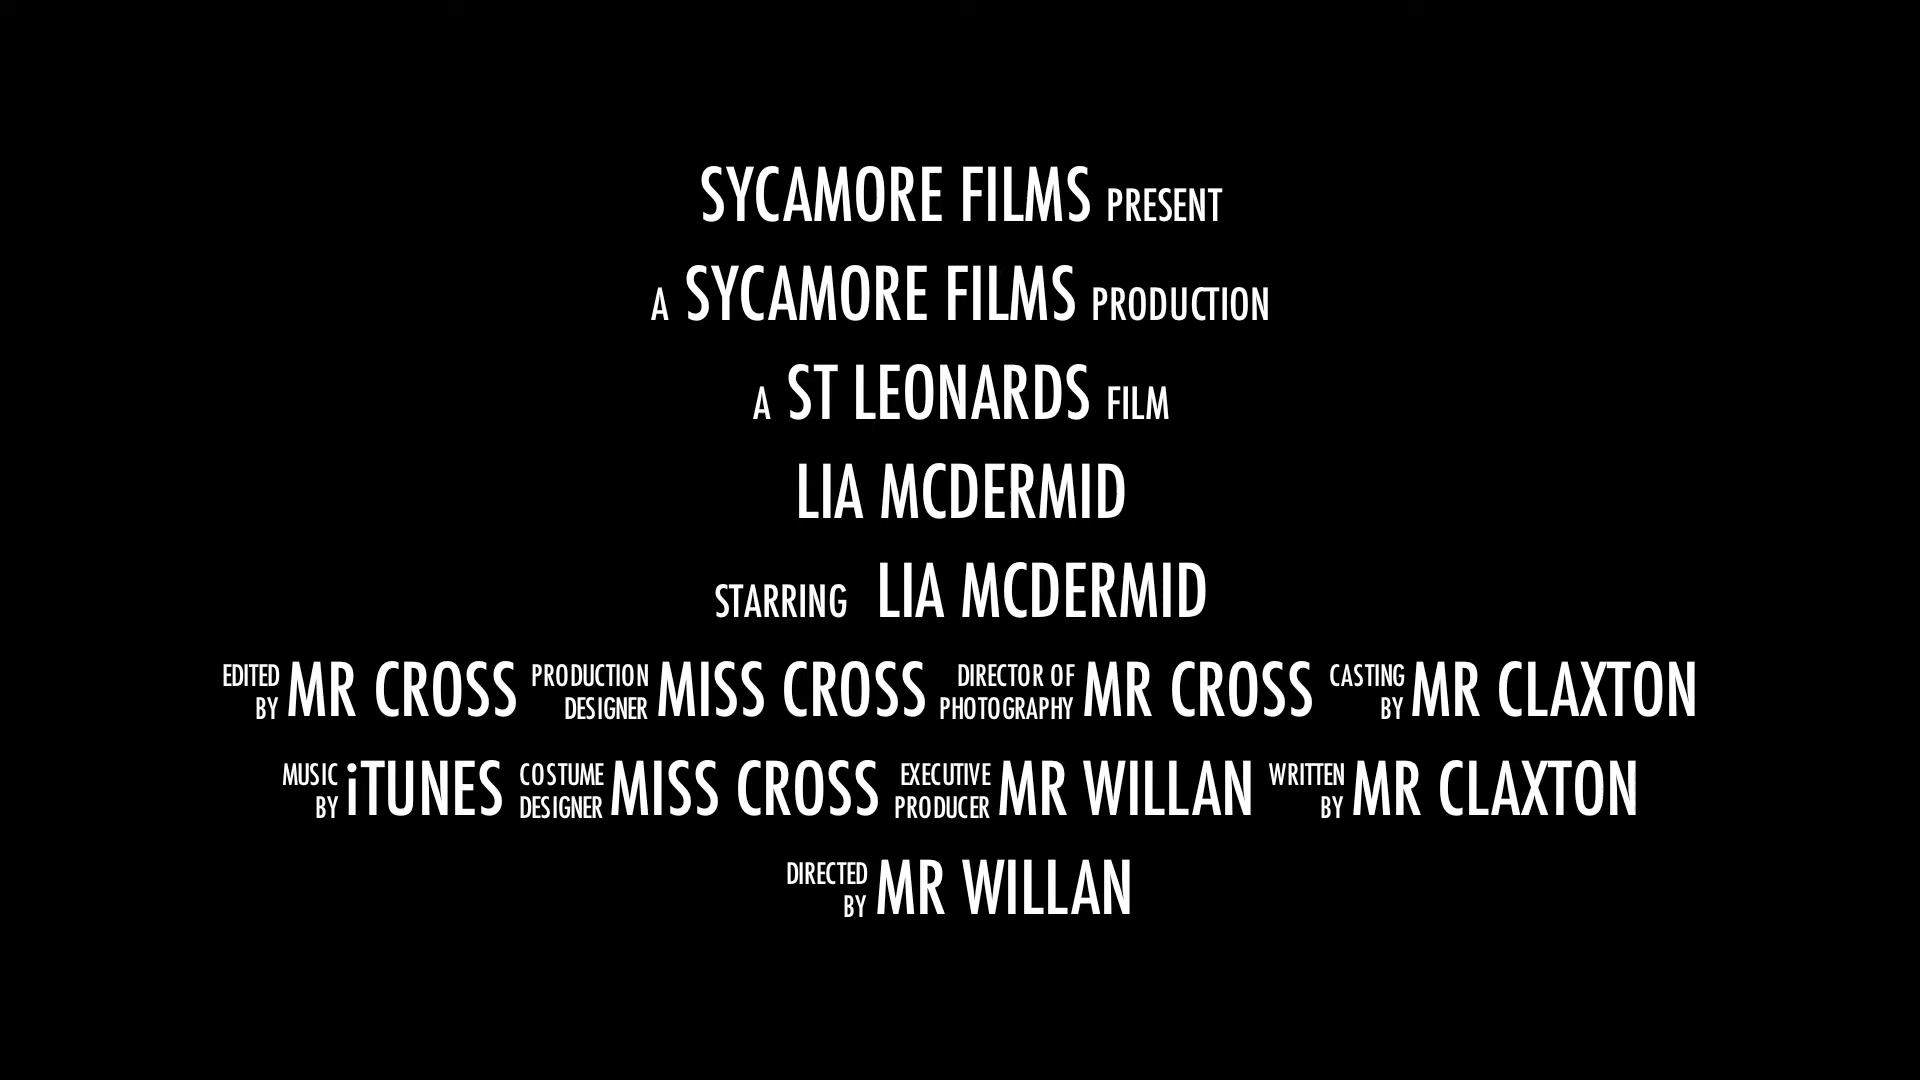 SYCAMORE FILMS PRESENT
A SYCAMORE FILMS PRODUCTION
A ST LEONARDS FILM
LIA MCDERMID
STARRING LIA MCDERMID
EDITED BY MR CROSS PRODUCTION DESIGNER MISS CROSS DIRECTOR OF PHOTOGRAPHY MR CROSS CASTING BY MR CLAXTON
MUSIC BY iTUNES COSTUME DESIGNER MISS CROSS EXECUTIVE PRODUCER MR WILLAN WRITTEN BY MR CLAXTON
DIRECTED BY MR WILLAN